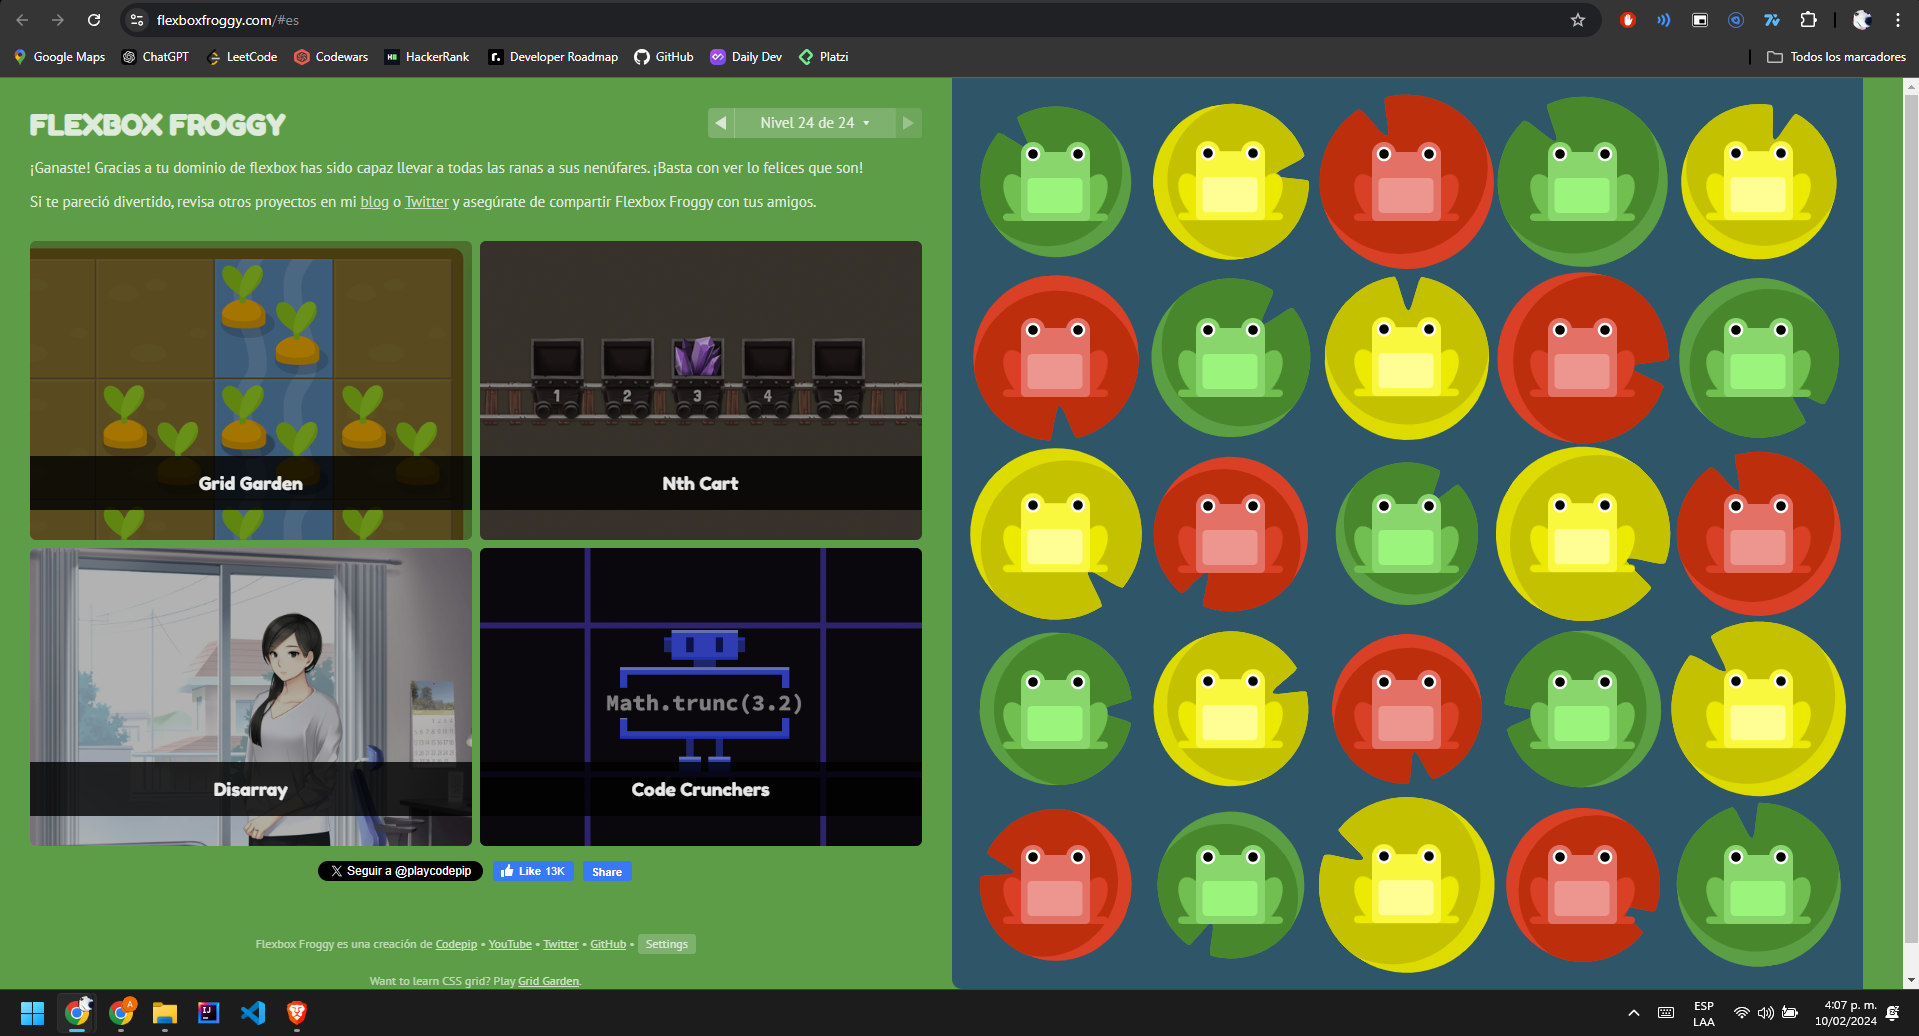 flexboxfroggy.com/#es
Google Maps ChatGPT LeetCode Codewars HackerRank Developer Roadmap GitHub Daily Dev Platzi Todos los marcadores
FLEXBOX FROGGY
Nivel 24 de 24
¡Ganaste! Gracias a tu dominio de flexbox has sido capaz llevar a todas las ranas a sus nenúfares. ¡Basta con ver lo felices que son!
Si te pareció divertido, revisa otros proyectos en mi blog o Twitter y asegúrate de compartir Flexbox Froggy con tus amigos.
1 2 3 4 5
Grid Garden
Nth Cart
Math.trunc(3.2)
Disarray
Code Crunchers
Seguir a @playcodepip Like 13K Share
Flexbox Froggy es una creación de Codepip • YouTube • Twitter • GitHub • Settings
Want to learn CSS grid? Play Grid Garden.
ESP
LAA
4:07 p. m.
10/02/2024